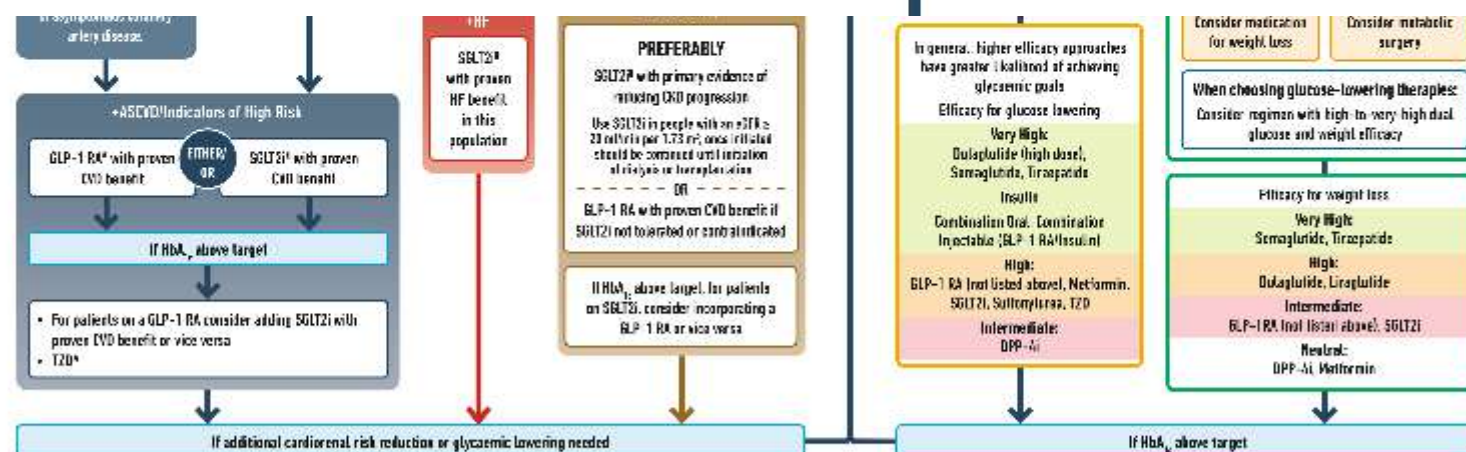 of asymptomatic coronary
artery disease.
+ASCVD/Indicators of High Risk
GLP-1 RA# with proven
CVD benefit
EITHER/
OR
SGLT2i# with proven
CVD benefit
If HbA1c above target
• For patients on a GLP-1 RA consider adding SGLT2i with
proven CVD benefit or vice versa
• TZD^
+HF
SGLT2i#
with proven
HF benefit
in this
population
PREFERABLY
SGLT2i# with primary evidence of
reducing CKD progression
Use SGLT2i in people with an eGFR ≥
20 ml/min per 1.73 m²; once initiated
should be continued until initiation
of dialysis or transplantation
OR
GLP-1 RA with proven CVD benefit if
SGLT2i not tolerated or contraindicated
If HbA1c above target, for patients
on SGLT2i, consider incorporating a
GLP-1 RA or vice versa
If additional cardiorenal risk reduction or glycaemic lowering needed
In general, higher efficacy approaches
have greater likelihood of achieving
glycaemic goals
Efficacy for glucose lowering
Very High:
Dulaglutide (high dose),
Semaglutide, Tirzepatide
Insulin
Combination Oral, Combination
Injectable (GLP-1 RA/Insulin)
High:
GLP-1 RA (not listed above), Metformin,
SGLT2i, Sulfonylurea, TZD
Intermediate:
DPP-4i
Consider medication
for weight loss
Consider metabolic
surgery
When choosing glucose-lowering therapies:
Consider regimen with high-to-very-high dual
glucose and weight efficacy
Efficacy for weight loss
Very High:
Semaglutide, Tirzepatide
High:
Dulaglutide, Liraglutide
Intermediate:
GLP-1 RA (not listed above), SGLT2i
Neutral:
DPP-4i, Metformin
If HbA1c above target